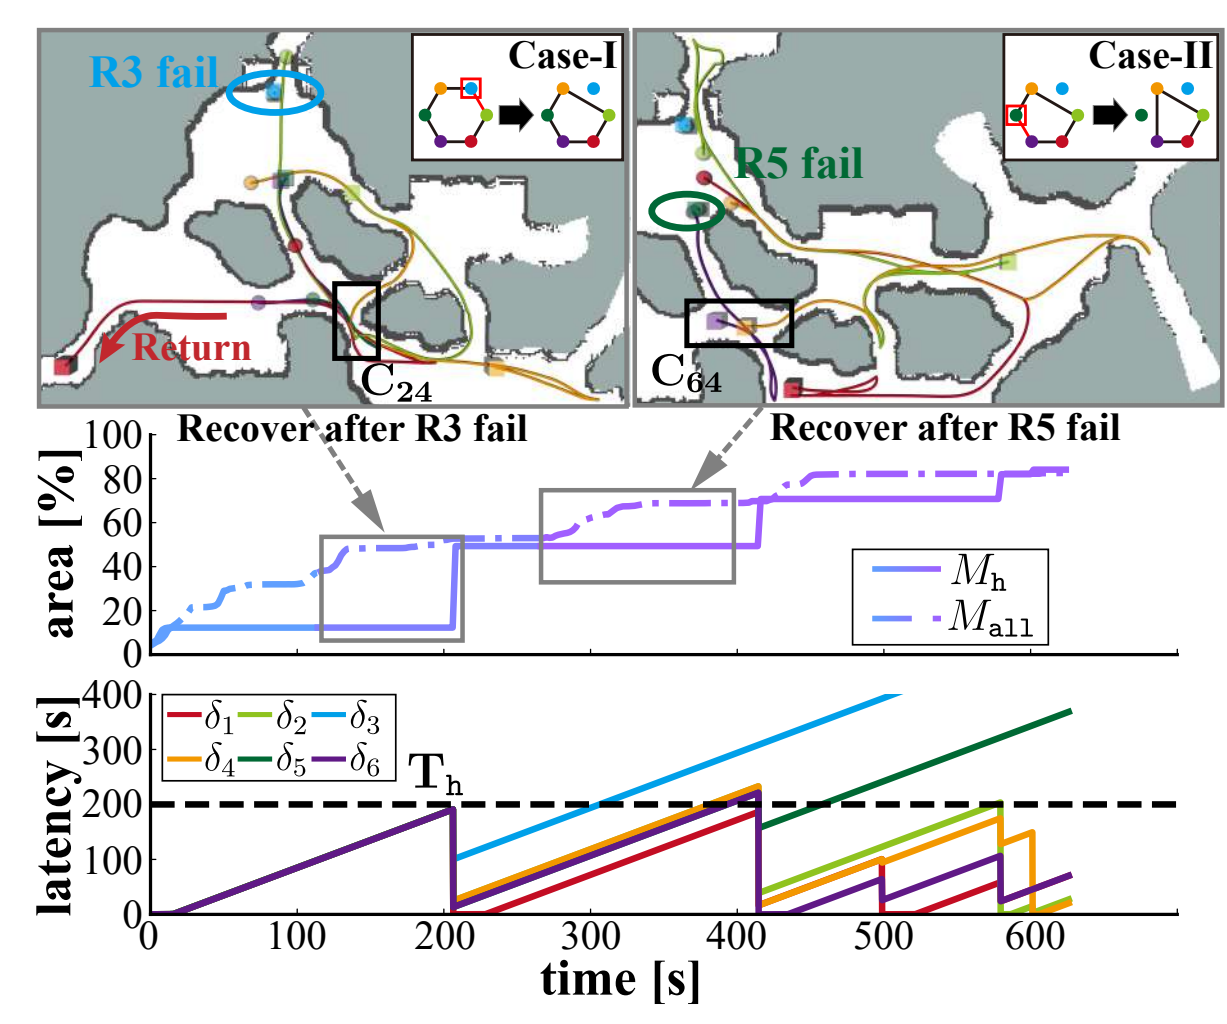 R3 fail
Case-I
Return
C24
R5 fail
Case-II
C64
Recover after R3 fail
Recover after R5 fail
area [%]
100
80
60
40
20
0
Mh
Mall
latency [s]
400
300
200
100
0
δ1 δ2 δ3
δ4 δ5 δ6
Th
0 100 200 300 400 500 600
time [s]